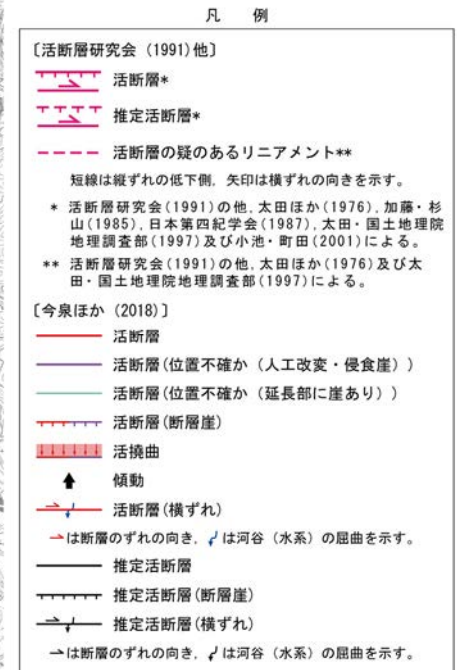 凡　例
〔活断層研究会 (1991)他〕
活断層*
推定活断層*
活断層の疑のあるリニアメント**
短線は縦ずれの低下側，矢印は横ずれの向きを示す。
* 活断層研究会(1991)の他，太田ほか(1976)，加藤・杉
山(1985)，日本第四紀学会(1987)，太田・国土地理院
地理調査部(1997)及び小池・町田(2001)による。
** 活断層研究会(1991)の他，太田ほか(1976)及び太
田・国土地理院地理調査部(1997)による。
〔今泉ほか (2018)〕
活断層
活断層(位置不確か（人工改変・侵食崖）)
活断層(位置不確か（延長部に崖あり）)
活断層(断層崖)
活撓曲
傾動
活断層(横ずれ)
→は断層のずれの向き，は河谷（水系）の屈曲を示す。
推定活断層
推定活断層(断層崖)
推定活断層(横ずれ)
→は断層のずれの向き，は河谷（水系）の屈曲を示す。